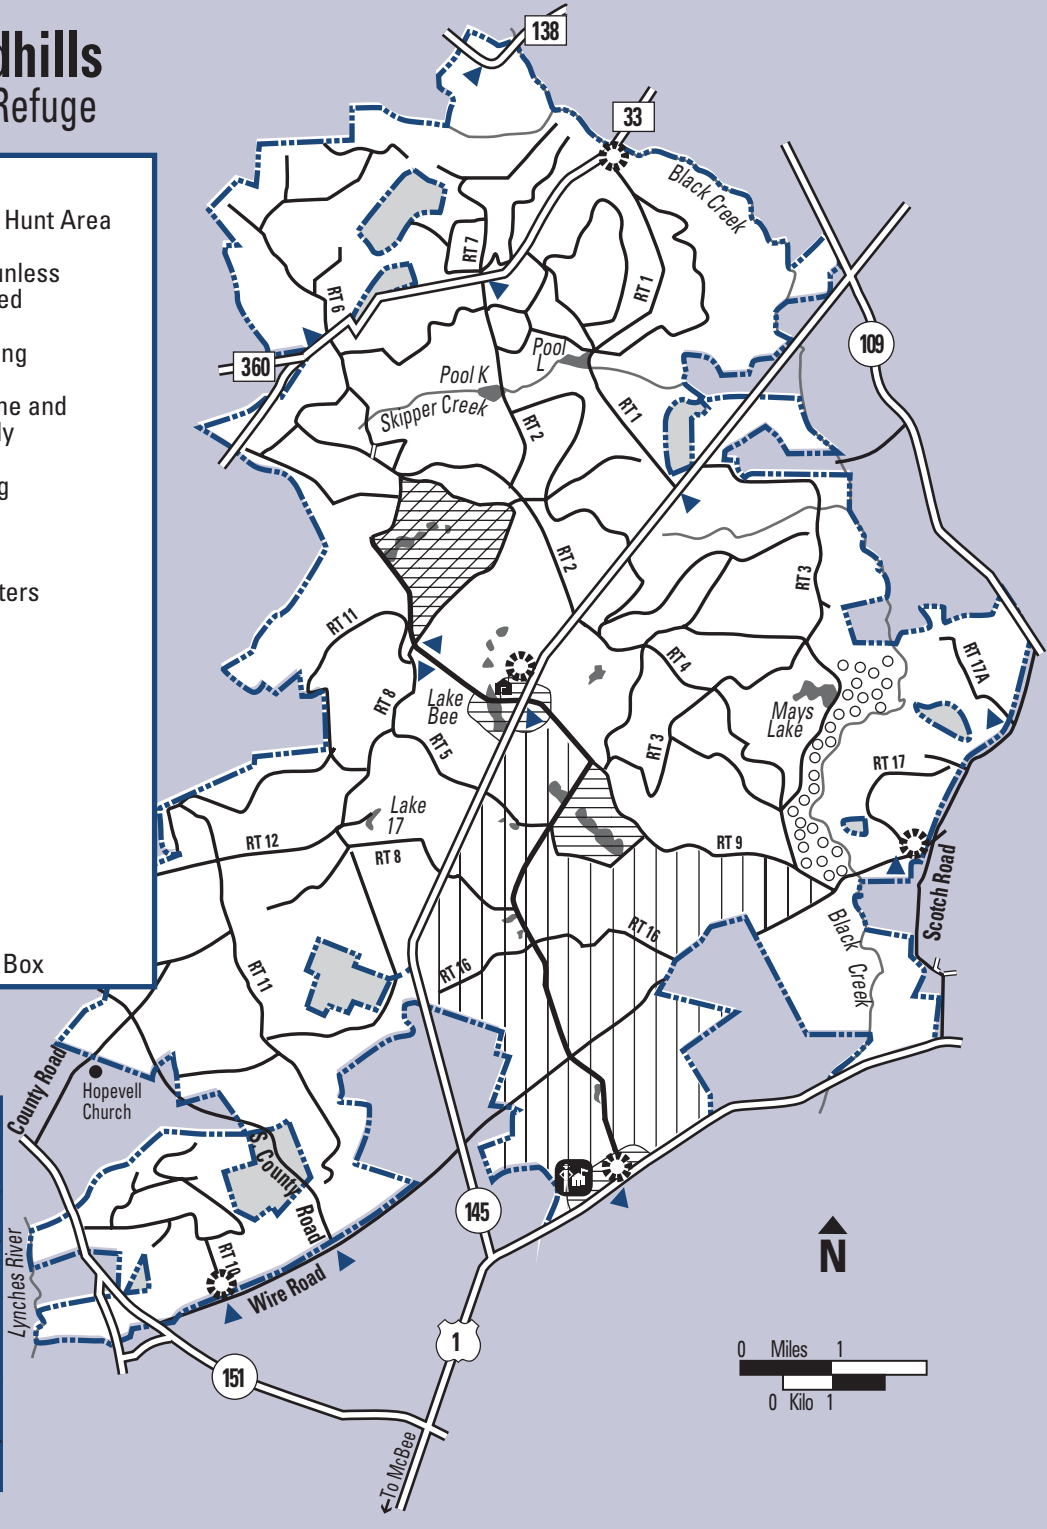 dhills
Refuge
Hunt Area
unless
ed
ing
ne and
ly
g
ters
Box
138
33
Black Creek
RT 7
RT 1
RT 6
109
360
Pool
L
Pool K
Skipper Creek
RT 1
RT 2
RT 2
RT 3
RT 11
RT 4
RT 17A
RT 8
Lake
Bee
Mays
Lake
RT 5
RT 3
RT 17
Lake
17
RT 12
RT 8
RT 9
Scotch Road
RT 16
RT 16
Black Creek
RT 11
County Road
Hopevell
Church
S County
Road
145
Lynches River
RT 10
Wire Road
N
1
0 Miles 1
0 Kilo 1
151
←To McBee